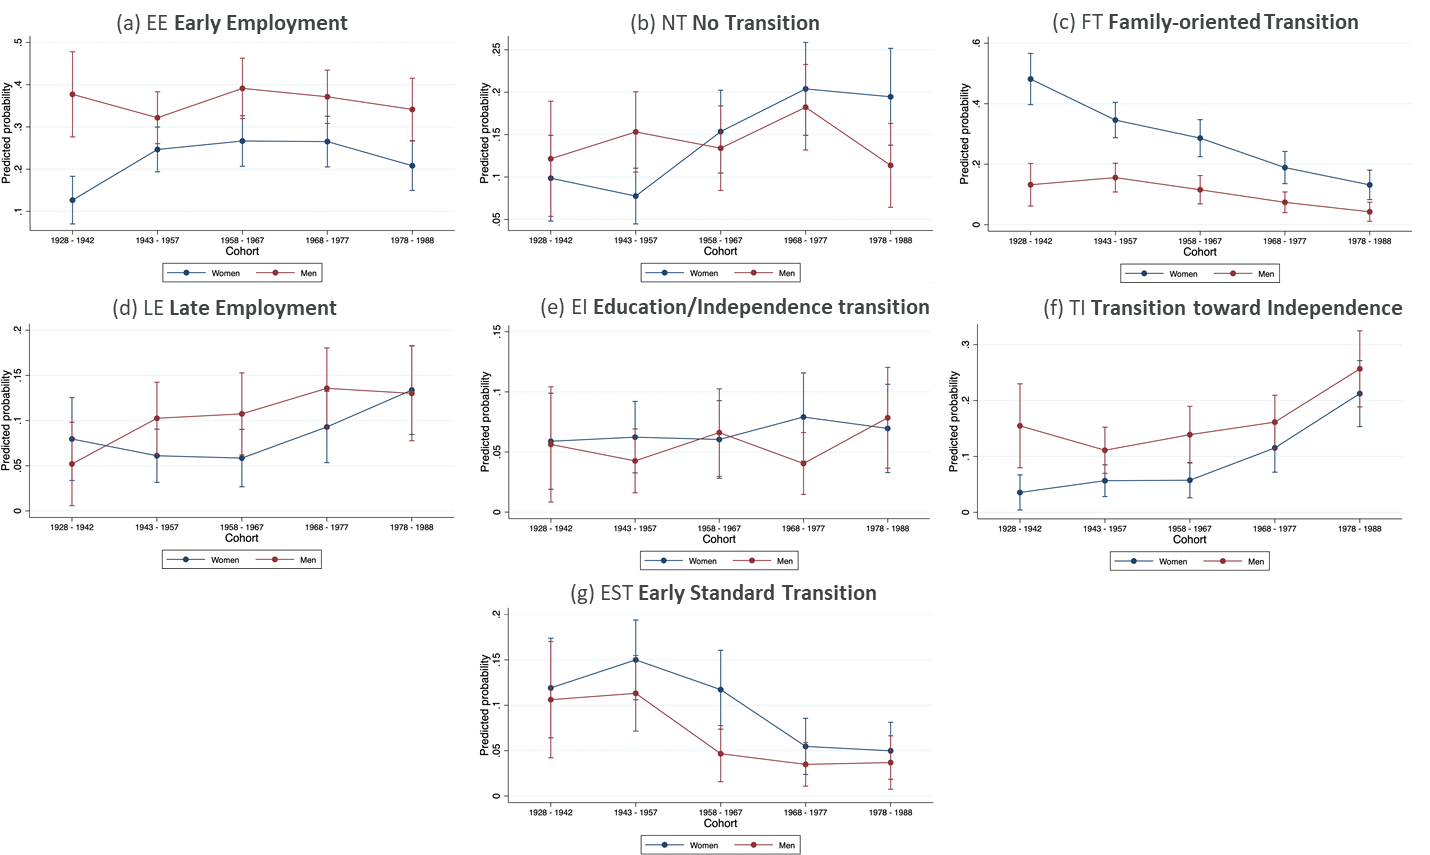 (a) EE Early Employment
Predicted probability
.5
.4
.3
.2
.1
1928 - 1942
1943 - 1957
1958 - 1967
1968 - 1977
1978 - 1988
Cohort
Women
Men
(b) NT No Transition
Predicted probability
.25
.2
.15
.1
.05
1928 - 1942
1943 - 1957
1958 - 1967
1968 - 1977
1978 - 1988
Cohort
Women
Men
(c) FT Family-oriented Transition
Predicted probability
.6
.4
.2
0
1928 - 1942
1943 - 1957
1958 - 1967
1968 - 1977
1978 - 1988
Cohort
Women
Men
(d) LE Late Employment
Predicted probability
.2
.15
.1
.05
0
1928 - 1942
1943 - 1957
1958 - 1967
1968 - 1977
1978 - 1988
Cohort
Women
Men
(e) EI Education/Independence transition
Predicted probability
.15
.1
.05
0
1928 - 1942
1943 - 1957
1958 - 1967
1968 - 1977
1978 - 1988
Cohort
Women
Men
(f) TI Transition toward Independence
Predicted probability
.3
.2
.1
0
1928 - 1942
1943 - 1957
1958 - 1967
1968 - 1977
1978 - 1988
Cohort
Women
Men
(g) EST Early Standard Transition
Predicted probability
.2
.15
.1
.05
0
1928 - 1942
1943 - 1957
1958 - 1967
1968 - 1977
1978 - 1988
Cohort
Women
Men